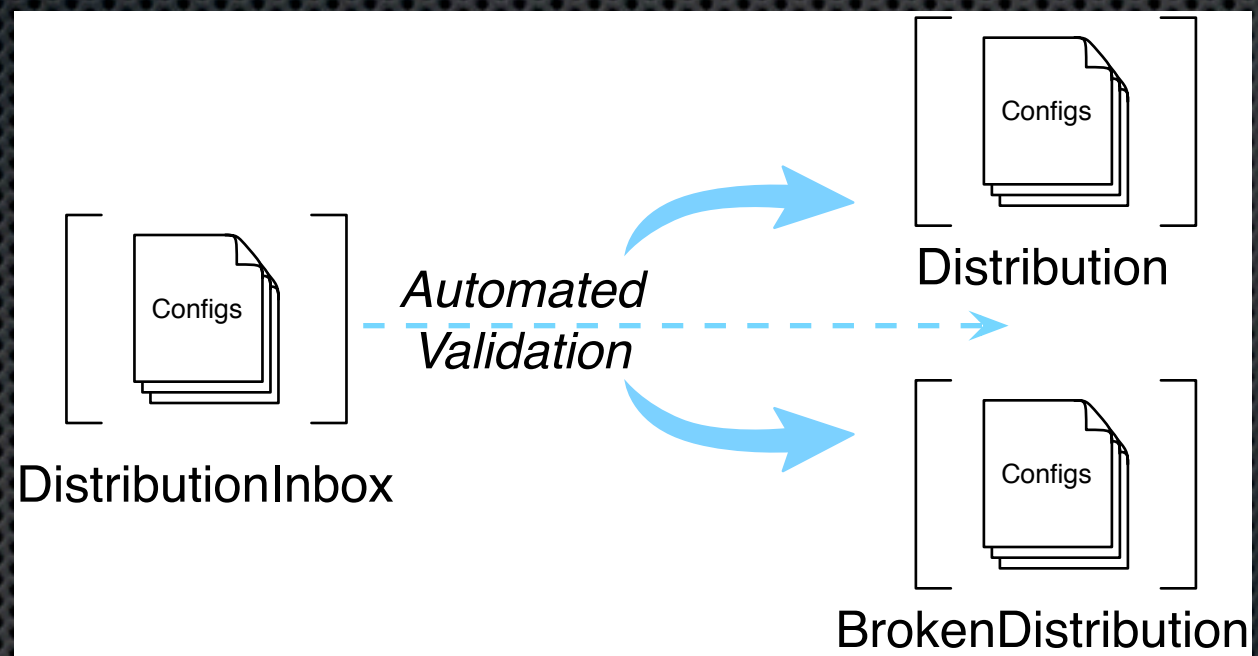 Configs
DistributionInbox
Automated
Validation
Configs
Distribution
Configs
BrokenDistribution